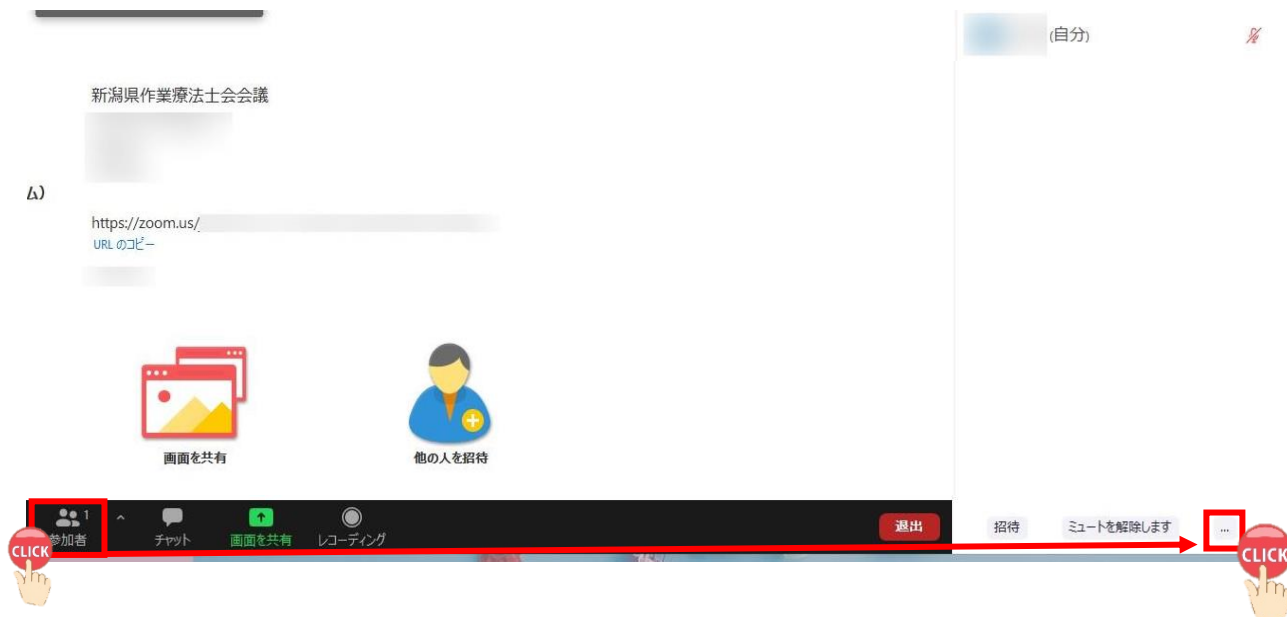 (自分)
新潟県作業療法士会会議
ム)
https://zoom.us/
URL のコピー
画面を共有
他の人を招待
1
参加者
チャット
画面を共有
レコーディング
退出
招待
ミュートを解除します
...
CLICK
CLICK